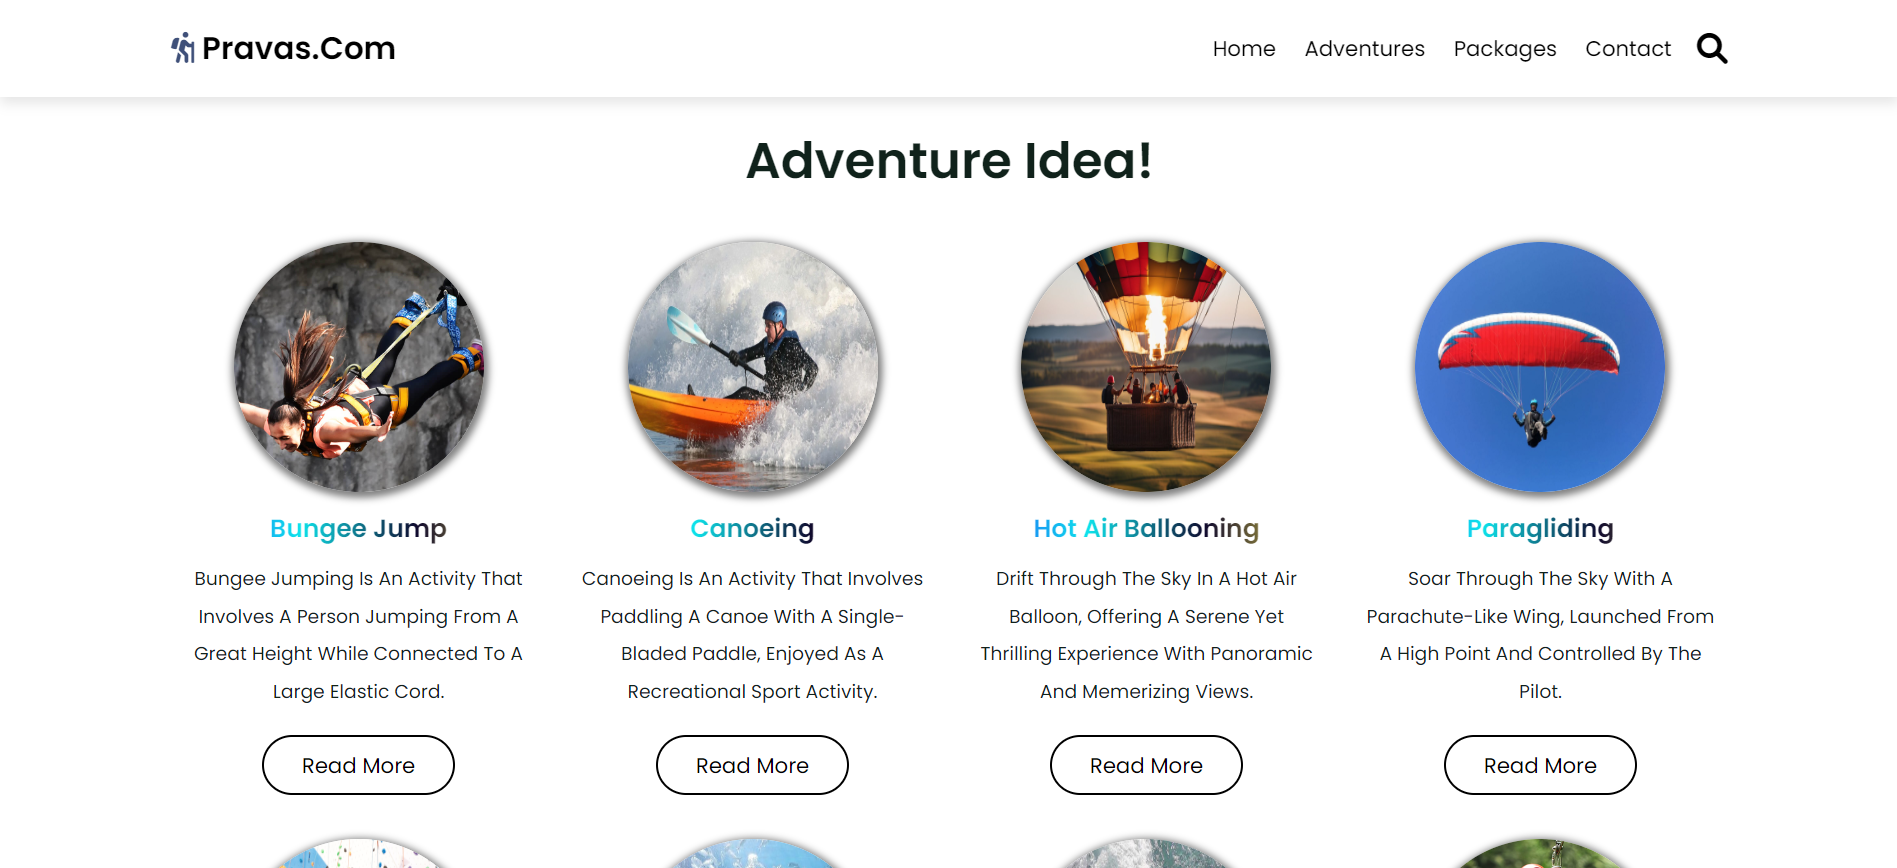 Pravas.Com
Home Adventures Packages Contact
Adventure Idea!
Bungee Jump
Bungee Jumping Is An Activity That
Involves A Person Jumping From A
Great Height While Connected To A
Large Elastic Cord.
Read More
Canoeing
Canoeing Is An Activity That Involves
Paddling A Canoe With A Single-
Bladed Paddle, Enjoyed As A
Recreational Sport Activity.
Read More
Hot Air Ballooning
Drift Through The Sky In A Hot Air
Balloon, Offering A Serene Yet
Thrilling Experience With Panoramic
And Memerizing Views.
Read More
Paragliding
Soar Through The Sky With A
Parachute-Like Wing, Launched From
A High Point And Controlled By The
Pilot.
Read More